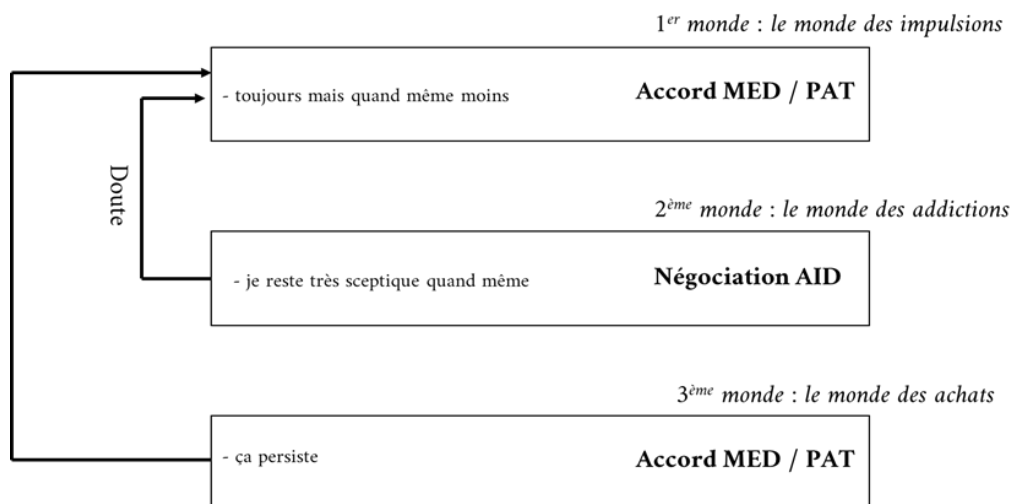 1er monde : le monde des impulsions
- toujours mais quand même moins
Accord MED / PAT
Doute
2ème monde : le monde des addictions
- je reste très sceptique quand même
Négociation AID
3ème monde : le monde des achats
- ça persiste
Accord MED / PAT